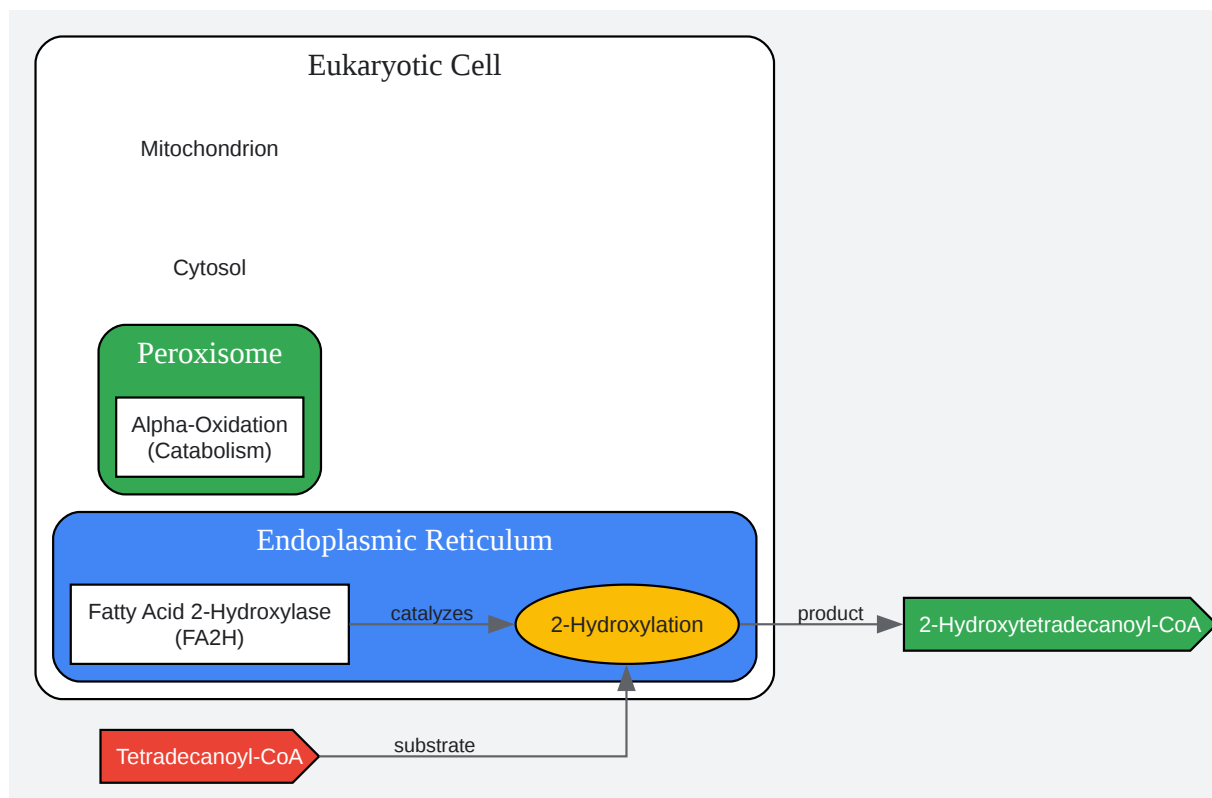 Eukaryotic Cell
Mitochondrion
Cytosol
Peroxisome
Alpha-Oxidation
(Catabolism)
Endoplasmic Reticulum
Fatty Acid 2-Hydroxylase
(FA2H)
catalyzes
2-Hydroxylation
product
2-Hydroxytetradecanoyl-CoA
Tetradecanoyl-CoA
substrate